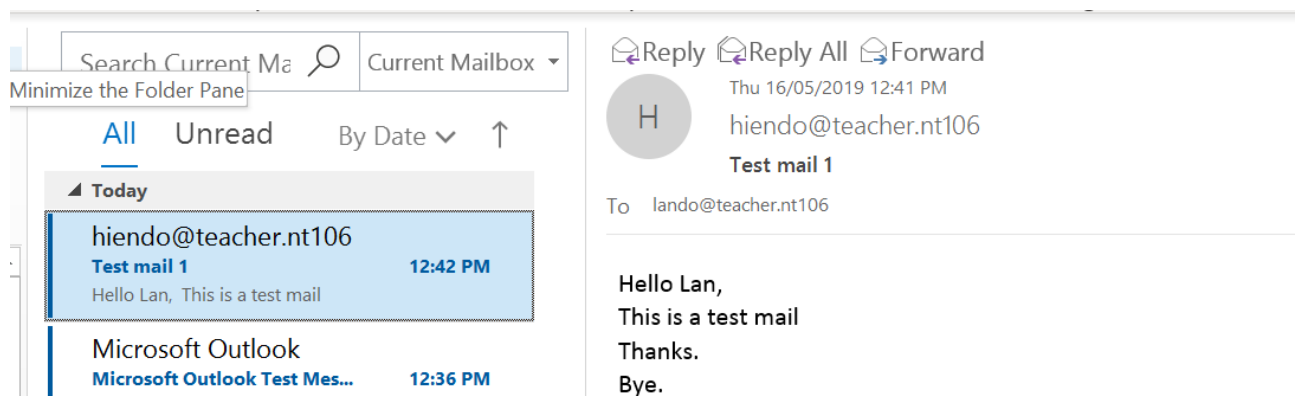 Search Current Ma
Current Mailbox
Minimize the Folder Pane
All Unread By Date
Today
hiendo@teacher.nt106
Test mail 1 12:42 PM
Hello Lan, This is a test mail
Microsoft Outlook
Microsoft Outlook Test Mes... 12:36 PM
Reply Reply All Forward
H
Thu 16/05/2019 12:41 PM
hiendo@teacher.nt106
Test mail 1
To lando@teacher.nt106
Hello Lan,
This is a test mail
Thanks.
Bye.